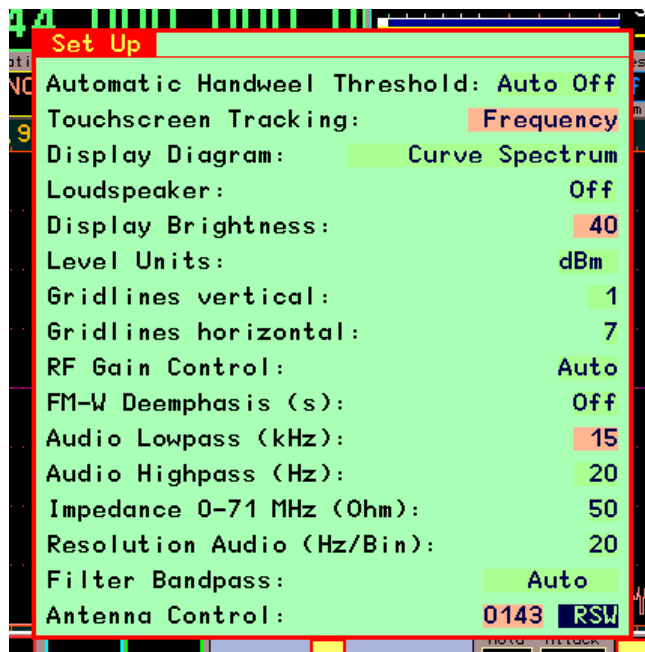 Set Up
Automatic Handweel Threshold: Auto Off
Touchscreen Tracking: Frequency
Display Diagram: Curve Spectrum
Loudspeaker: Off
Display Brightness: 40
Level Units: dBm
Gridlines vertical: 1
Gridlines horizontal: 7
RF Gain Control: Auto
FM-W Deemphasis (s): Off
Audio Lowpass (kHz): 15
Audio Highpass (Hz): 20
Impedance 0-71 MHz (Ohm): 50
Resolution Audio (Hz/Bin): 20
Filter Bandpass: Auto
Antenna Control: 0143 RSW